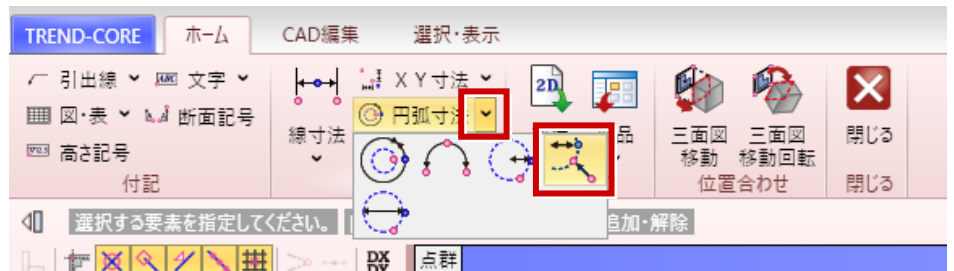 TREND-CORE ホーム CAD編集 選択・表示
引出線 文字
図・表 断面記号
高さ記号
付記
線寸法
XY寸法
円弧寸法
2D
品
三面図
移動
三面図
移動回転
位置合わせ
閉じる
閉じる
選択する要素を指定してください。
追加・解除
DX
点群